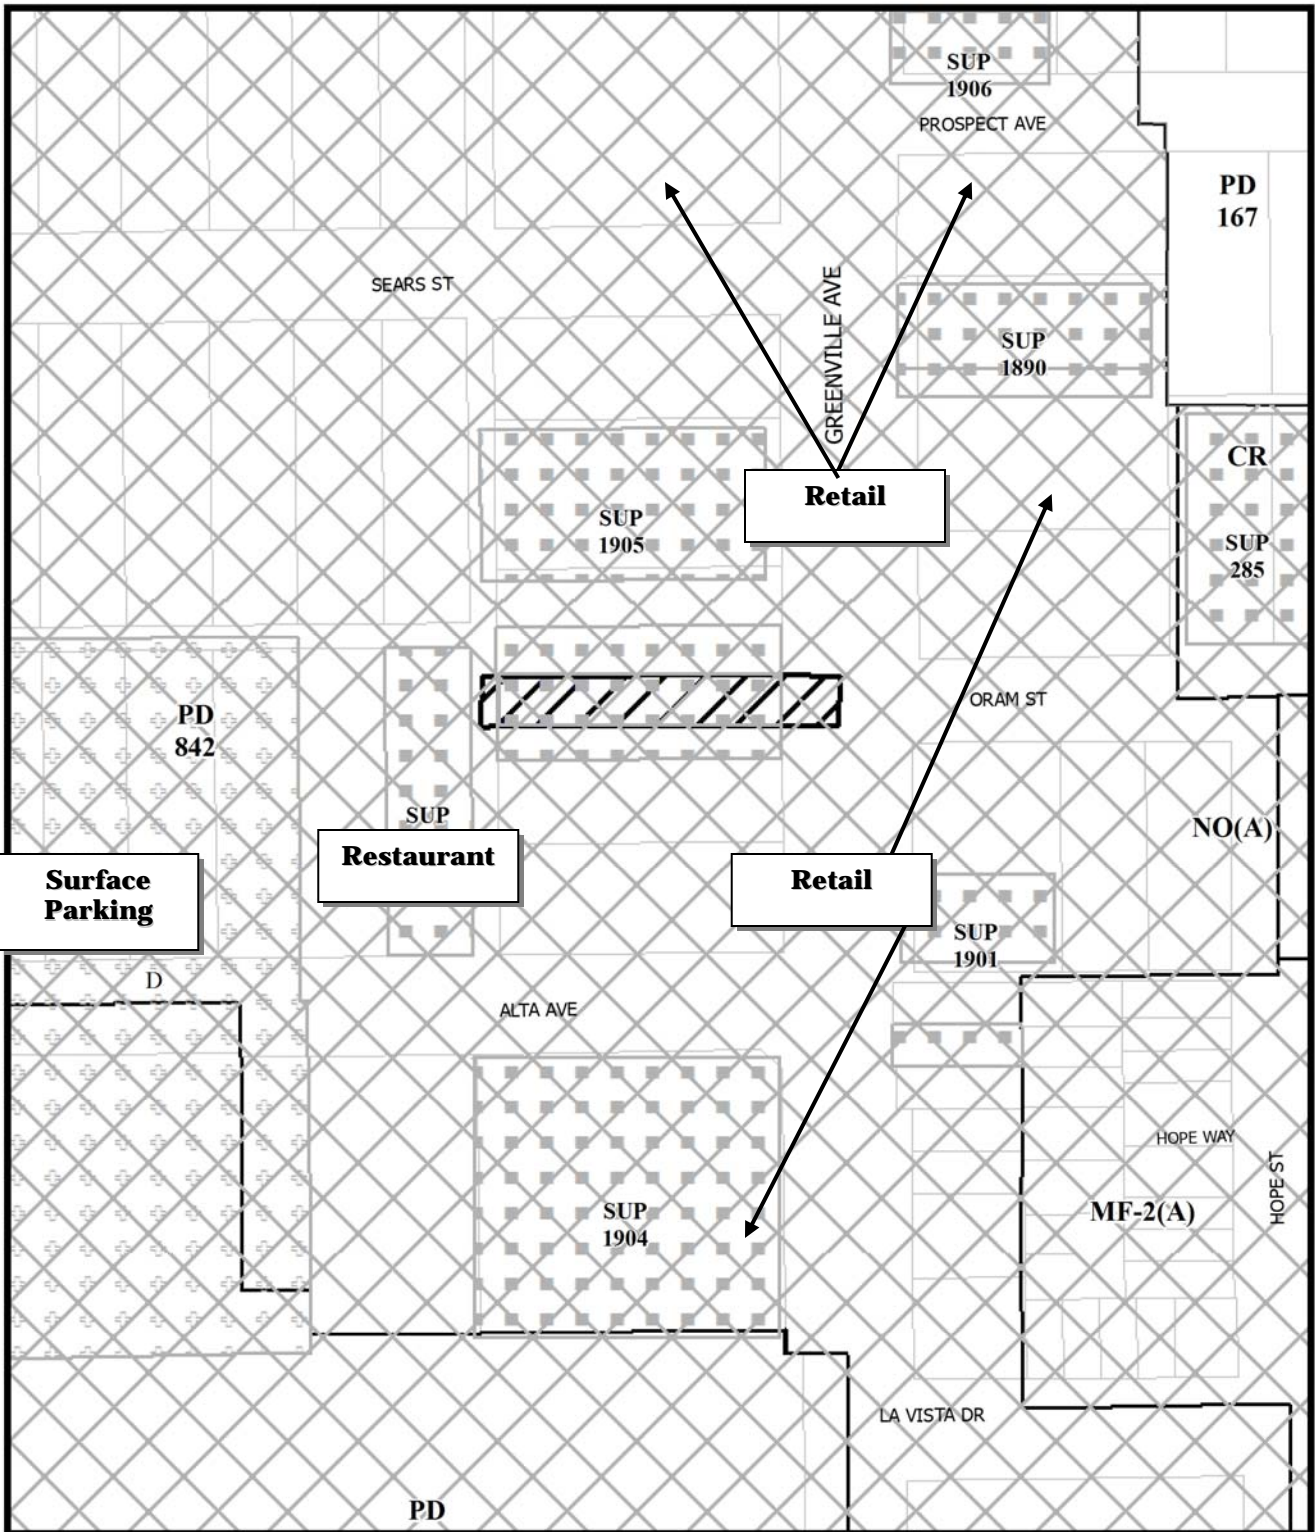 SUP
1906
PROSPECT AVE
PD
167
SEARS ST
GREENVILLE AVE
SUP
1890
CR
Retail
SUP
1905
SUP
285
ORAM ST
PD
842
SUP
NO(A)
Restaurant
Surface
Parking
Retail
SUP
1901
D
ALTA AVE
HOPE WAY
HOPE ST
SUP
1904
MF-2(A)
LA VISTA DR
PD